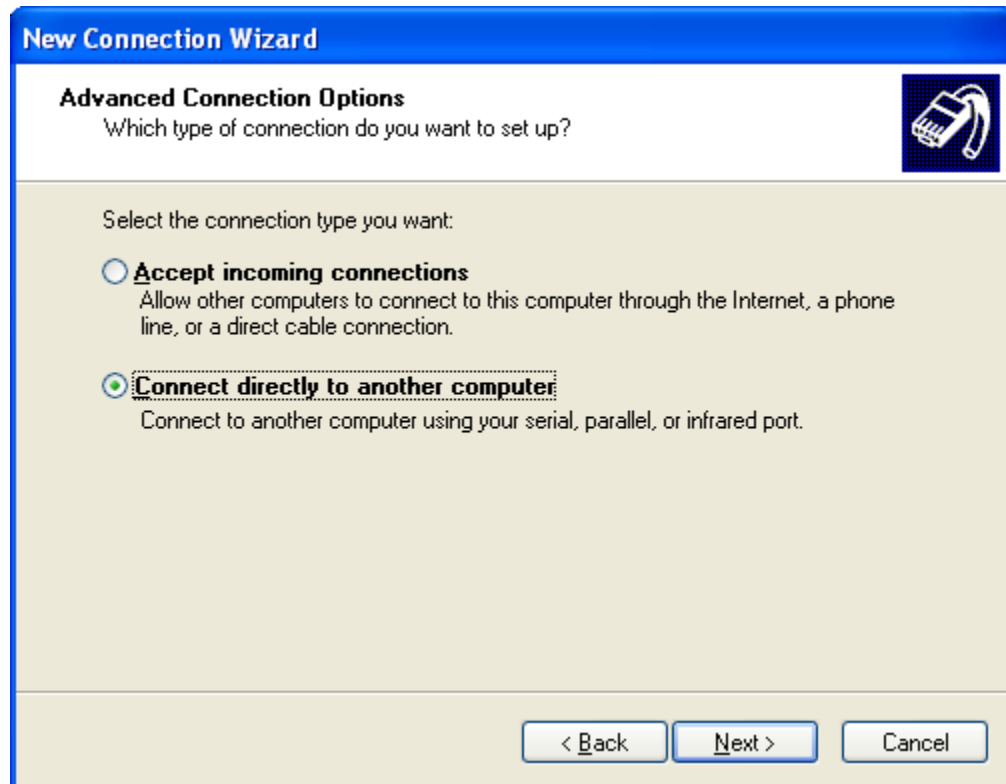 New Connection Wizard
Advanced Connection Options
Which type of connection do you want to set up?
Select the connection type you want:
Accept incoming connections
Allow other computers to connect to this computer through the Internet, a phone
line, or a direct cable connection.
Connect directly to another computer
Connect to another computer using your serial, parallel, or infrared port.
< Back Next > Cancel